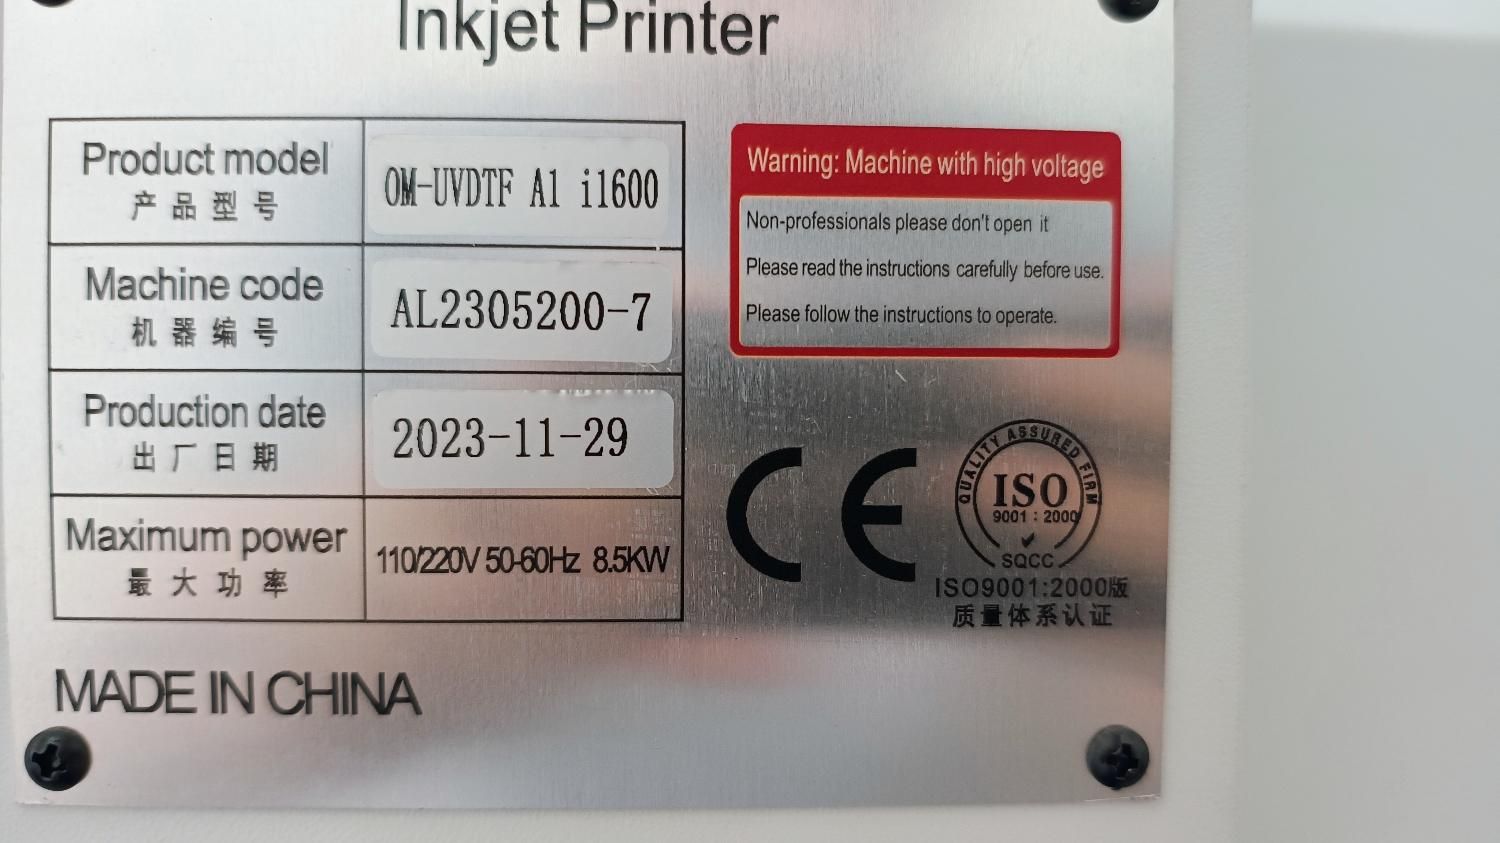 Inkjet Printer
Product model
产品型号
OM-UVDTF A1 i1600
Machine code
机器编号
AL2305200-7
Production date
出厂日期
2023-11-29
Maximum power
最大功率
110/220V 50-60Hz 8.5KW
MADE IN CHINA
Warning: Machine with high voltage
Non-professionals please don't open it
Please read the instructions carefully before use.
Please follow the instructions to operate.
CE
QUALITY ASSURED FIRM
ISO
9001:2000
SQCC
ISO9001:2000版
质量体系认证